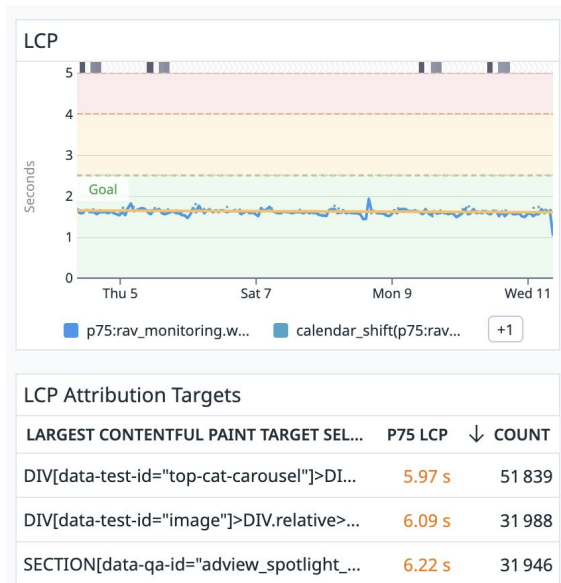 LCP
5
4
3
2
1
0
Seconds
Goal
Thu 5 Sat 7 Mon 9 Wed 11
p75:rav_monitoring.w... calendar_shift(p75:rav... +1
LCP Attribution Targets
LARGEST CONTENTFUL PAINT TARGET SEL... P75 LCP ↓ COUNT
DIV[data-test-id="top-cat-carousel"]>DI... 5.97 s 51 839
DIV[data-test-id="image"]>DIV.relative>... 6.09 s 31 988
SECTION[data-qa-id="adview_spotlight_... 6.22 s 31 946